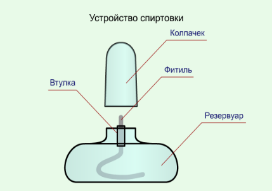 Устройство спиртовки
Колпачек
Фитиль
Втулка
Резервуар